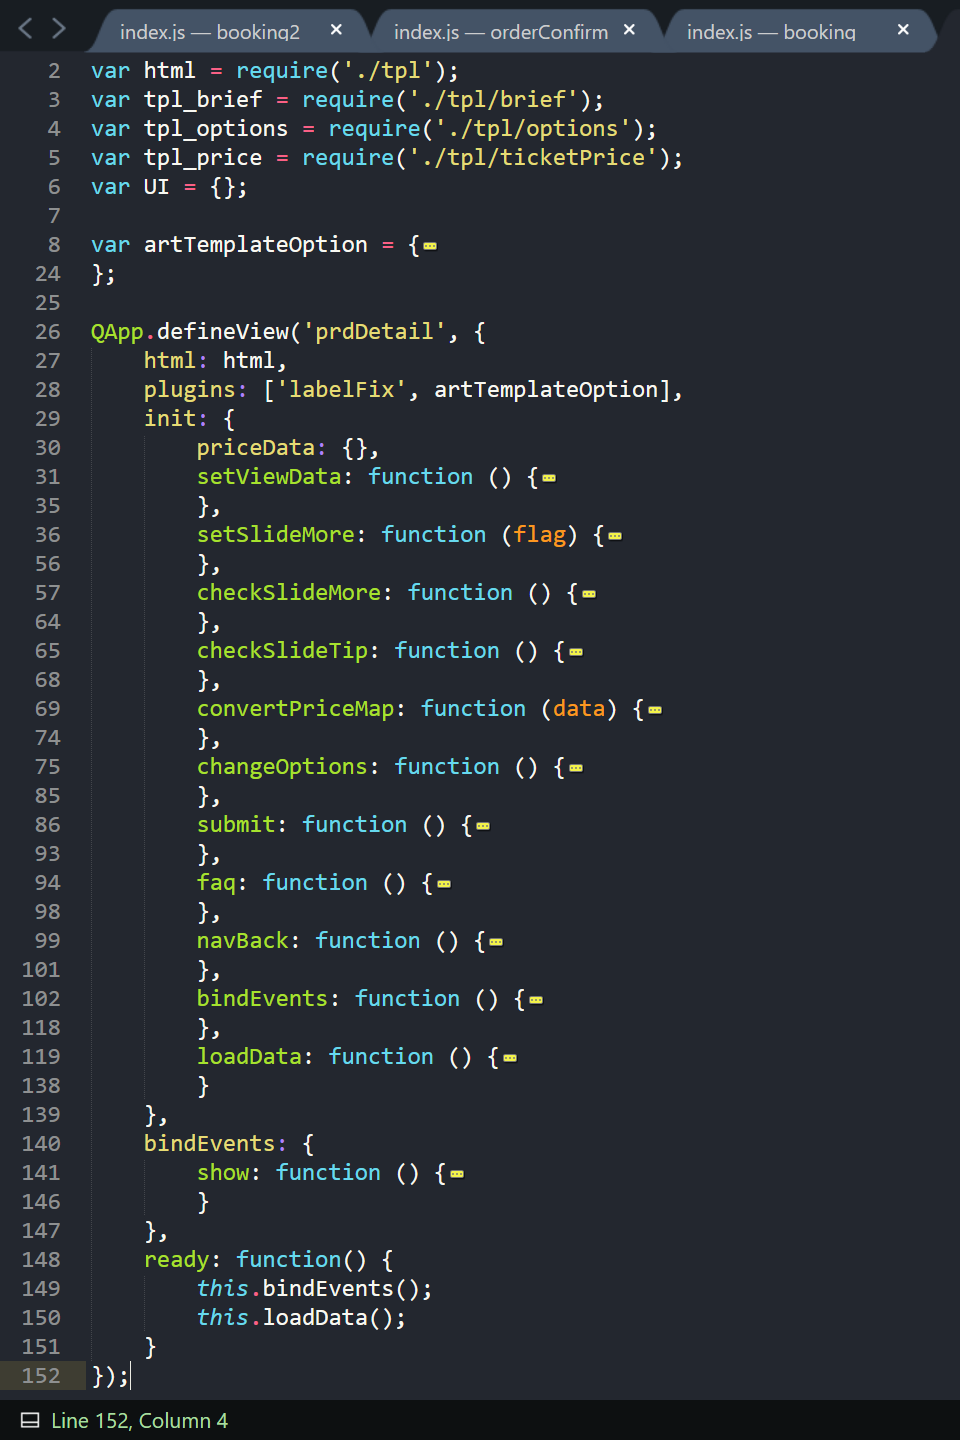 index.js — booking2 × index.js — orderConfirm × index.js — booking ×
2 var html = require('./tpl');
3 var tpl_brief = require('./tpl/brief');
4 var tpl_options = require('./tpl/options');
5 var tpl_price = require('./tpl/ticketPrice');
6 var UI = {};
7
8 var artTemplateOption = {
24 };
25
26 QApp.defineView('prdDetail', {
27 html: html,
28 plugins: ['labelFix', artTemplateOption],
29 init: {
30 priceData: {},
31 setViewData: function () {
35 },
36 setSlideMore: function (flag) {
56 },
57 checkSlideMore: function () {
64 },
65 checkSlideTip: function () {
68 },
69 convertPriceMap: function (data) {
74 },
75 changeOptions: function () {
85 },
86 submit: function () {
93 },
94 faq: function () {
98 },
99 navBack: function () {
101 },
102 bindEvents: function () {
118 },
119 loadData: function () {
138 }
139 },
140 bindEvents: {
141 show: function () {
146 }
147 },
148 ready: function() {
149 this.bindEvents();
150 this.loadData();
151 }
152 });
Line 152, Column 4